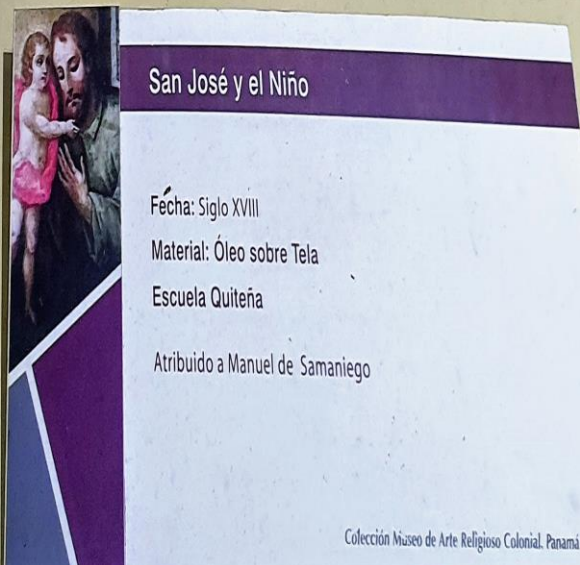 San José y el Niño
Fécha: Siglo XVIII
Material: Óleo sobre Tela
Escuela Quiteña
Atribuido a Manuel de Samaniego
Colección Museo de Arte Religioso Colonial. Panamá